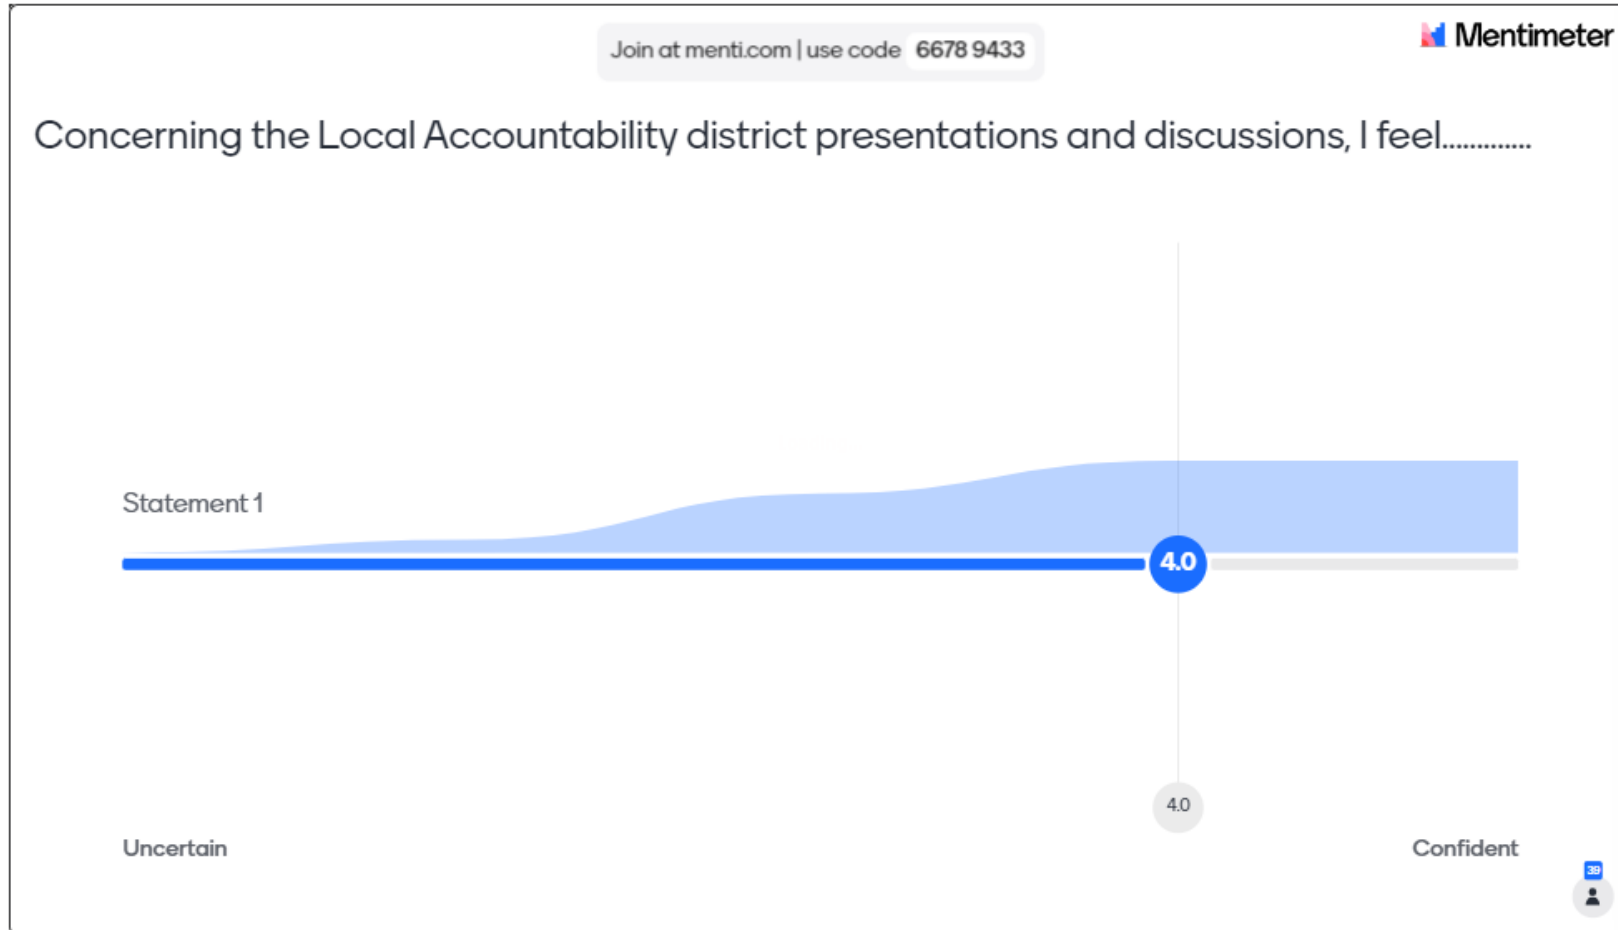 Join at menti.com | use code 6678 9433
Mentimeter
Concerning the Local Accountability district presentations and discussions, I feel.............
Statement 1
4.0
4.0
Uncertain
Confident
39